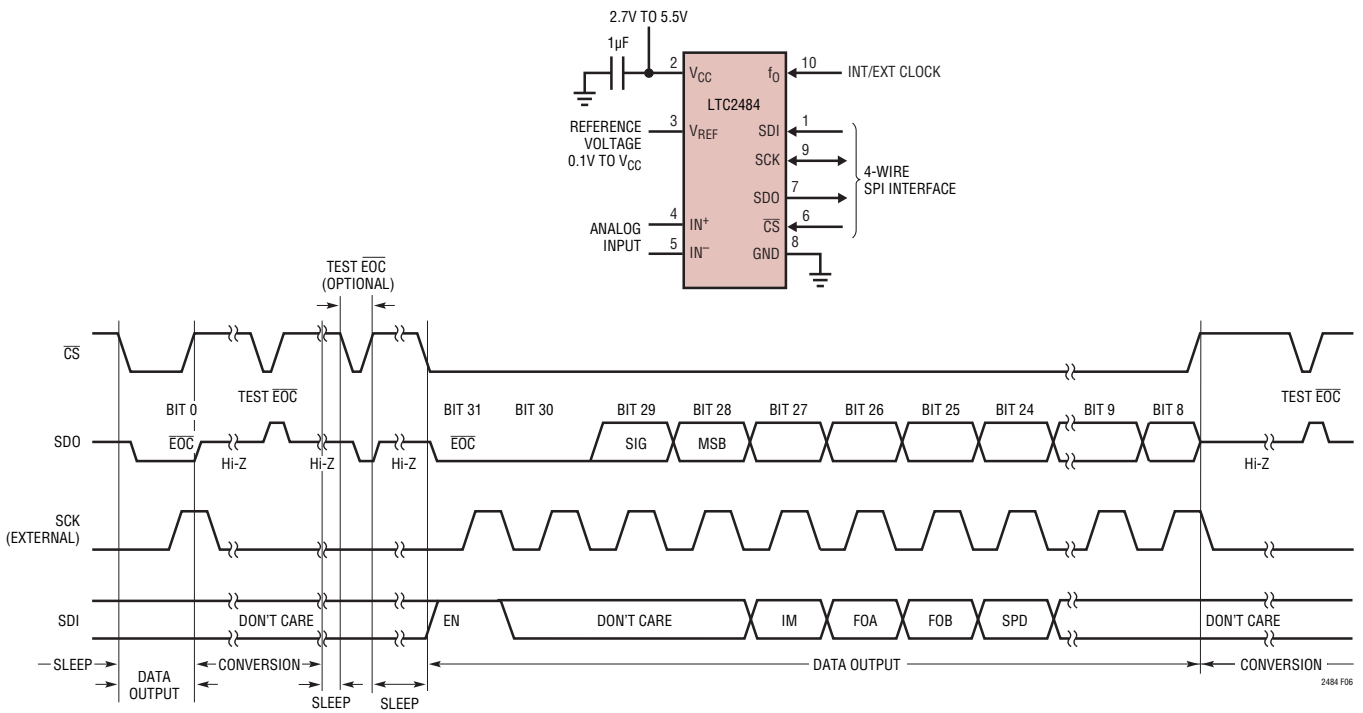 2.7V TO 5.5V
1µF
2
VCC
fO
10
INT/EXT CLOCK
LTC2484
REFERENCE
VOLTAGE
0.1V TO VCC
3
VREF
SDI
1
SCK
9
SDO
7
CS
6
4-WIRE
SPI INTERFACE
ANALOG
INPUT
4
IN+
5
IN–
GND
8
TEST EOC
(OPTIONAL)
CS
TEST EOC
TEST EOC
BIT 0
BIT 31
BIT 30
BIT 29
BIT 28
BIT 27
BIT 26
BIT 25
BIT 24
BIT 9
BIT 8
SDO
EOC
Hi-Z
Hi-Z
Hi-Z
EOC
SIG
MSB
Hi-Z
SCK
(EXTERNAL)
SDI
DON'T CARE
EN
DON'T CARE
IM
FOA
FOB
SPD
DON'T CARE
SLEEP
DATA
OUTPUT
CONVERSION
SLEEP
SLEEP
DATA OUTPUT
CONVERSION
2484 F06